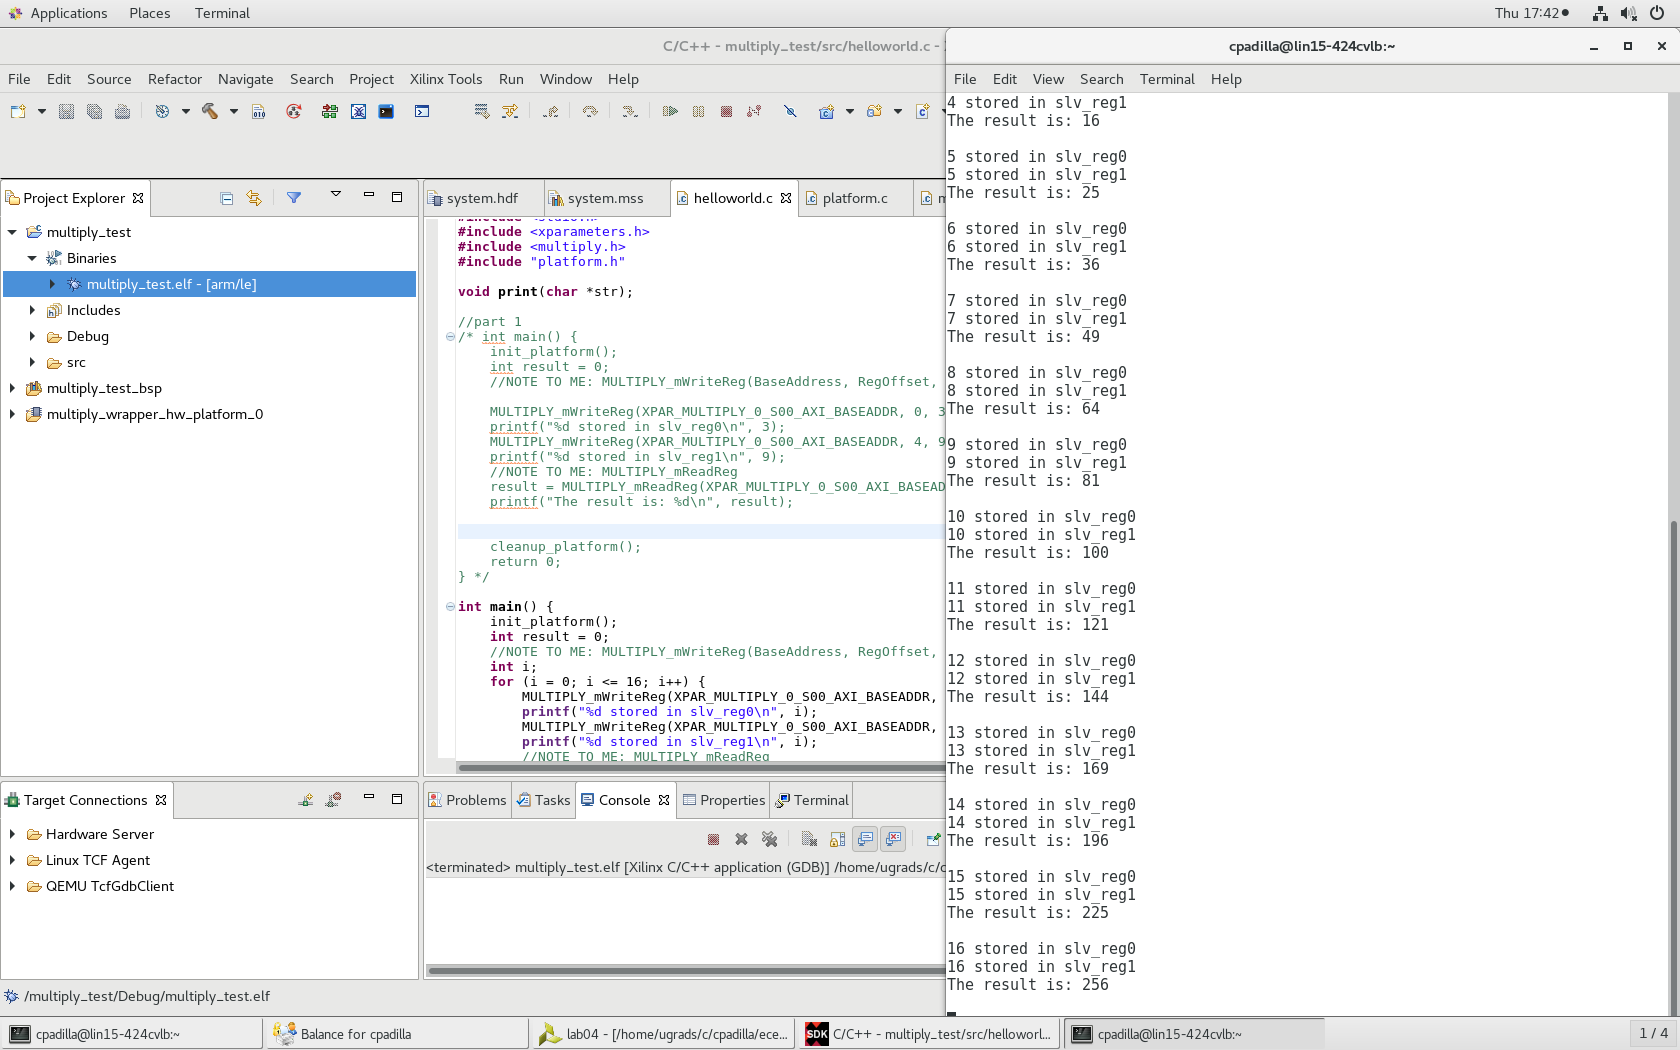 Applications Places Terminal Thu 17:42
C/C++ - multiply_test/src/helloworld.c -
File Edit Source Refactor Navigate Search Project Xilinx Tools Run Window Help
Project Explorer
multiply_test
Binaries
multiply_test.elf - [arm/le]
Includes
Debug
src
multiply_test_bsp
multiply_wrapper_hw_platform_0
system.hdf system.mss helloworld.c platform.c
#include <stdio.h>
#include <xparameters.h>
#include <multiply.h>
#include "platform.h"
void print(char *str);
//part 1
/* int main() {
init_platform();
int result = 0;
//NOTE TO ME: MULTIPLY_mWriteReg(BaseAddress, RegOffset,
MULTIPLY_mWriteReg(XPAR_MULTIPLY_0_S00_AXI_BASEADDR, 0, 3
printf("%d stored in slv_reg0\n", 3);
MULTIPLY_mWriteReg(XPAR_MULTIPLY_0_S00_AXI_BASEADDR, 4, 9
printf("%d stored in slv_reg1\n", 9);
//NOTE TO ME: MULTIPLY_mReadReg
result = MULTIPLY_mReadReg(XPAR_MULTIPLY_0_S00_AXI_BASEAD
printf("The result is: %d\n", result);
cleanup_platform();
return 0;
} */
int main() {
init_platform();
int result = 0;
//NOTE TO ME: MULTIPLY_mWriteReg(BaseAddress, RegOffset,
int i;
for (i = 0; i <= 16; i++) {
MULTIPLY_mWriteReg(XPAR_MULTIPLY_0_S00_AXI_BASEADDR,
printf("%d stored in slv_reg0\n", i);
MULTIPLY_mWriteReg(XPAR_MULTIPLY_0_S00_AXI_BASEADDR,
printf("%d stored in slv_reg1\n", i);
//NOTE TO ME: MULTIPLY_mReadReg
Target Connections
Hardware Server
Linux TCF Agent
QEMU TcfGdbClient
Problems Tasks Console Properties Terminal
<terminated> multiply_test.elf [Xilinx C/C++ application (GDB)] /home/ugrads/c/c
/multiply_test/Debug/multiply_test.elf
cpadilla@lin15-424cvlb:~
File Edit View Search Terminal Help
4 stored in slv_reg1
The result is: 16
5 stored in slv_reg0
5 stored in slv_reg1
The result is: 25
6 stored in slv_reg0
6 stored in slv_reg1
The result is: 36
7 stored in slv_reg0
7 stored in slv_reg1
The result is: 49
8 stored in slv_reg0
8 stored in slv_reg1
The result is: 64
9 stored in slv_reg0
9 stored in slv_reg1
The result is: 81
10 stored in slv_reg0
10 stored in slv_reg1
The result is: 100
11 stored in slv_reg0
11 stored in slv_reg1
The result is: 121
12 stored in slv_reg0
12 stored in slv_reg1
The result is: 144
13 stored in slv_reg0
13 stored in slv_reg1
The result is: 169
14 stored in slv_reg0
14 stored in slv_reg1
The result is: 196
15 stored in slv_reg0
15 stored in slv_reg1
The result is: 225
16 stored in slv_reg0
16 stored in slv_reg1
The result is: 256
cpadilla@lin15-424cvlb:~ Balance for cpadilla lab04 - [/home/ugrads/c/cpadilla/ece... SDK C/C++ - multiply_test/src/helloworl... cpadilla@lin15-424cvlb:~ 1 / 4